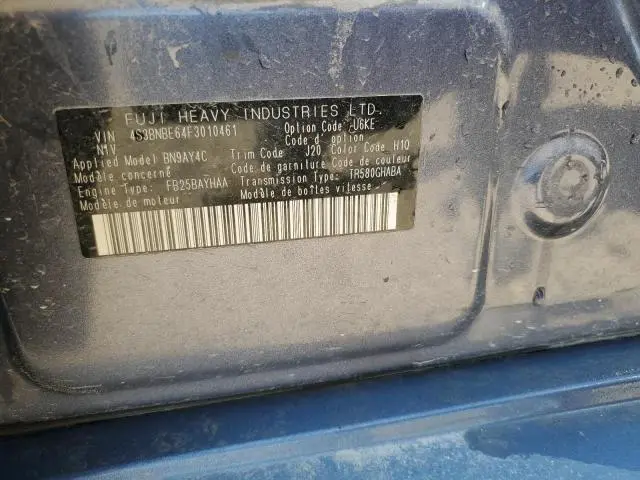 FUJI HEAVY INDUSTRIES LTD.
VIN 4S3BNBE64F3010461 Option Code U6KE
NIV Code d' option
Applied Model BN9AY4C Trim Code J20 Color Code H10
Modèle concerné Code de garniture Code de couleur
Engine Type: FB25BAYHAA Transmission Type: TR580GHABA
Modèle de moteur Modèle de boîtes vitesse